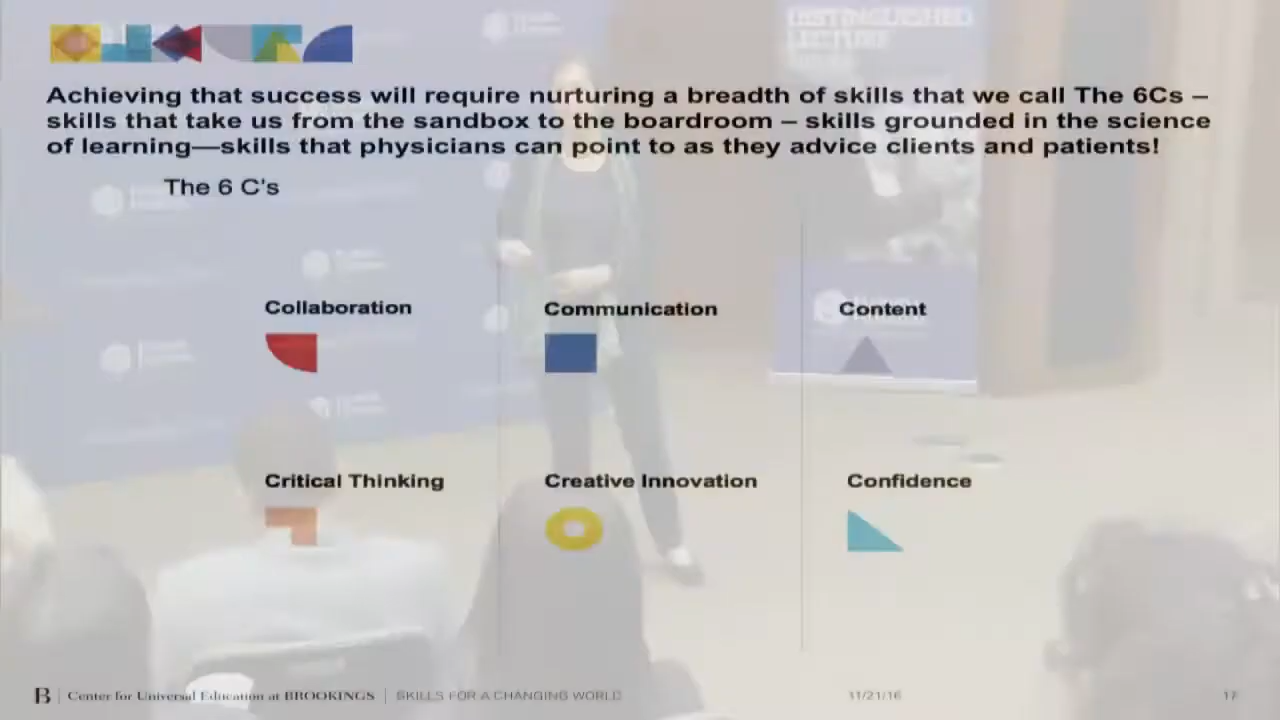 DISTINGUISHED
LECTURE
Achieving that success will require nurturing a breadth of skills that we call The 6Cs –
skills that take us from the sandbox to the boardroom – skills grounded in the science
of learning—skills that physicians can point to as they advice clients and patients!
The 6 C's
Collaboration
Communication
Content
Critical Thinking
Creative Innovation
Confidence
B | Center for Universal Education at BROOKINGS | SKILLS FOR A CHANGING WORLD
11/21/16
17